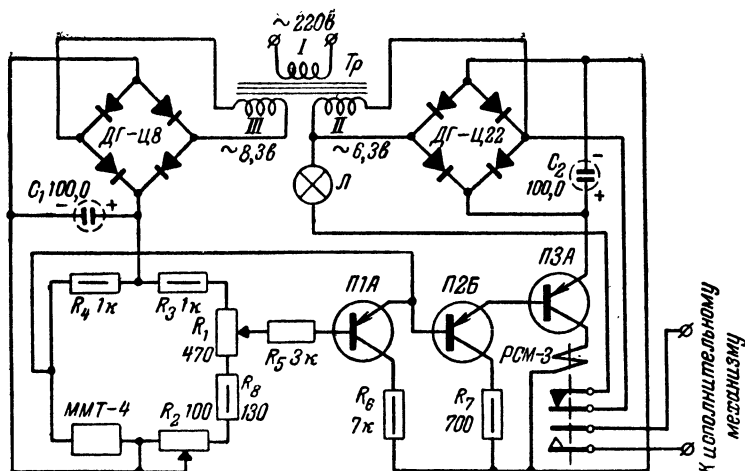 ~220в
I
Тр
III
II
~8,3в
~6,3в
ДГ-Ц8
ДГ-Ц22
C₁ 100,0
- +
Л
C₂
100,0
-
+
R₄ 1к
R₃ 1к
R₁
470
R₅ 3к
П1А
П2Б
П3А
РСМ-3
ММТ-4
R₂ 100
R₈
130
R₆
7к
R₇
700
К исполнительному
механизму